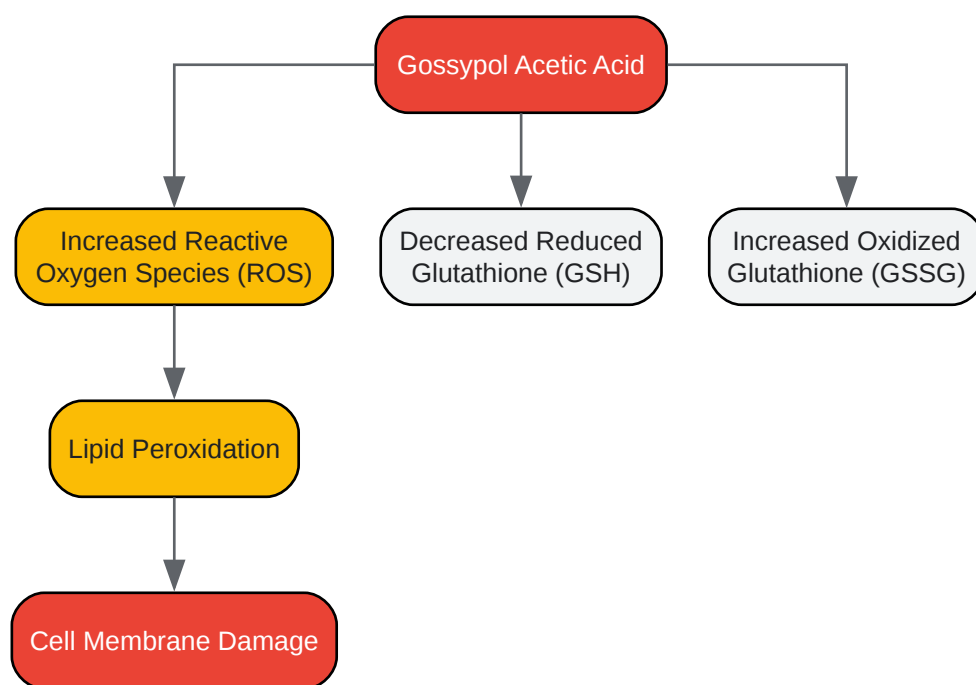 Gossypol Acetic Acid
Increased Reactive
Oxygen Species (ROS)
Decreased Reduced
Glutathione (GSH)
Increased Oxidized
Glutathione (GSSG)
Lipid Peroxidation
Cell Membrane Damage